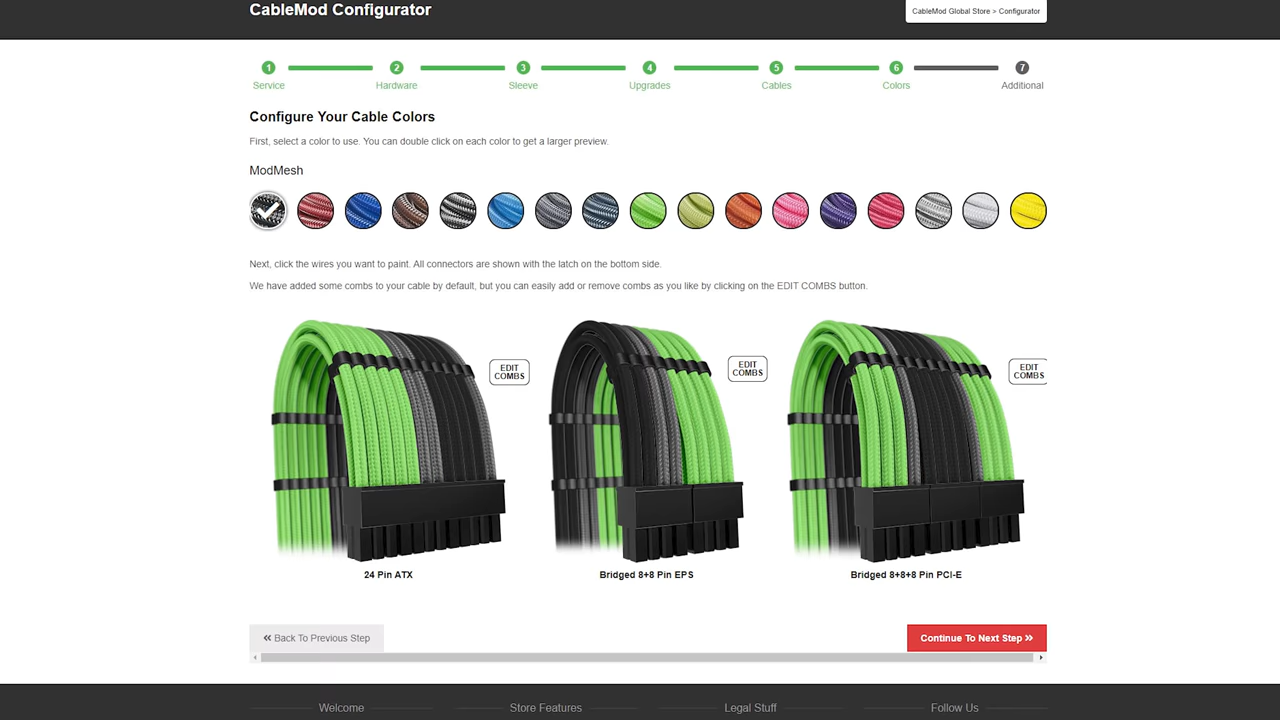 CableMod Configurator
CableMod Global Store > Configurator
1 2 3 4 5 6 7
Service Hardware Sleeve Upgrades Cables Colors Additional
Configure Your Cable Colors
First, select a color to use. You can double click on each color to get a larger preview.
ModMesh
Next, click the wires you want to paint. All connectors are shown with the latch on the bottom side.
We have added some combs to your cable by default, but you can easily add or remove combs as you like by clicking on the EDIT COMBS button.
EDIT
COMBS
EDIT
COMBS
EDIT
COMBS
24 Pin ATX
Bridged 8+8 Pin EPS
Bridged 8+8+8 Pin PCI-E
« Back To Previous Step
Continue To Next Step »
Welcome
Store Features
Legal Stuff
Follow Us